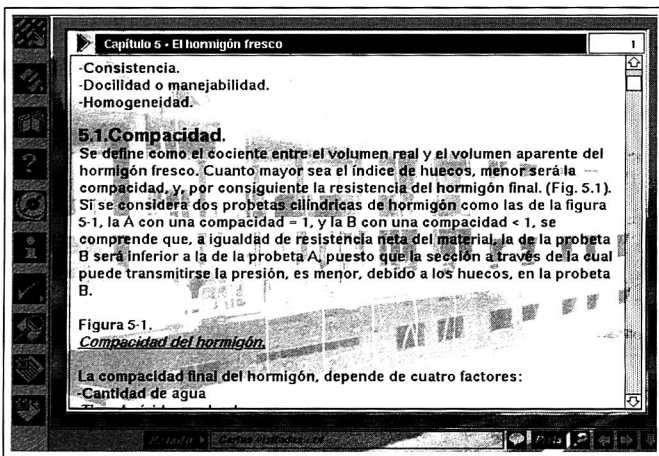 Capítulo 5 • El hormigón fresco
1
-Consistencia.
-Docilidad o manejabilidad.
-Homogeneidad.
5.1.Compacidad.
Se define como el cociente entre el volumen real y el volumen aparente del
hormigón fresco. Cuanto mayor sea el índice de huecos, menor será la
compacidad, y, por consiguiente la resistencia del hormigón final. (Fig. 5.1).
Si se considera dos probetas cilíndricas de hormigón como las de la figura
5-1, la A con una compacidad = 1, y la B con una compacidad < 1, se
comprende que, a igualdad de resistencia neta del material, la de la probeta
B será inferior a la de la probeta A, puesto que la sección a través de la cual
puede transmitirse la presión, es menor, debido a los huecos, en la probeta
B.
Figura 5-1.
Compacidad del hormigón.
La compacidad final del hormigón, depende de cuatro factores:
-Cantidad de agua